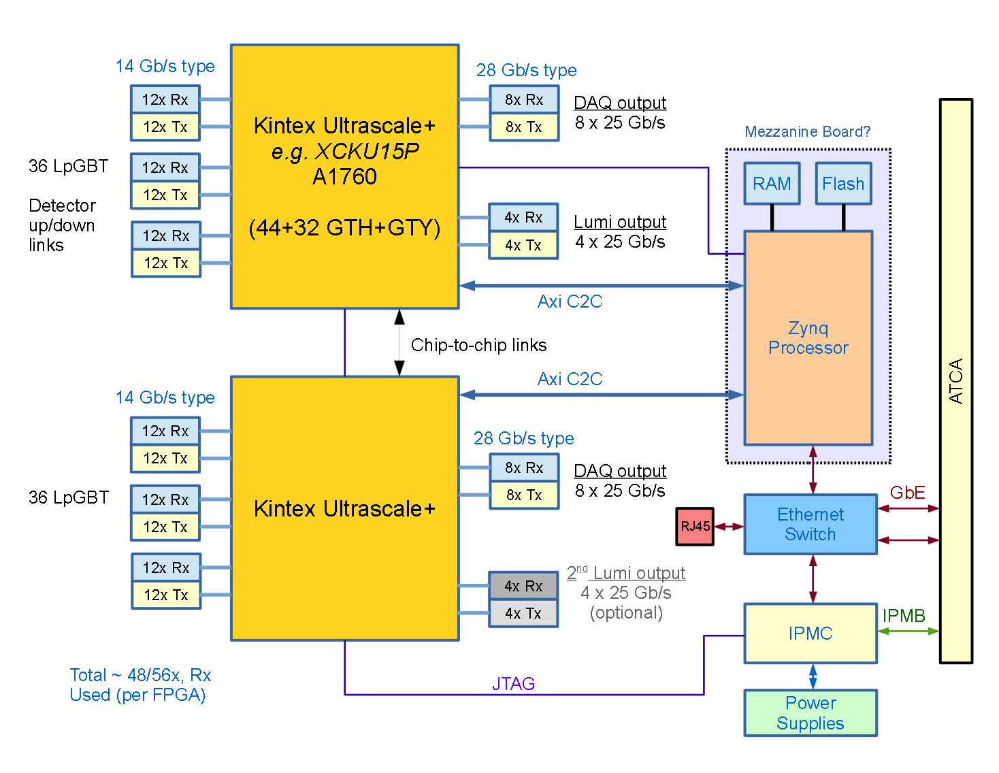 14 Gb/s type
12x Rx
12x Tx
36 LpGBT
12x Rx
12x Tx
Detector
up/down
links
12x Rx
12x Tx
Kintex Ultrascale+
e.g. XCKU15P
A1760
(44+32 GTH+GTY)
28 Gb/s type
8x Rx
8x Tx
DAQ output
8 x 25 Gb/s
4x Rx
4x Tx
Lumi output
4 x 25 Gb/s
Axi C2C
Chip-to-chip links
Axi C2C
Mezzanine Board?
RAM
Flash
Zynq
Processor
ATCA
14 Gb/s type
12x Rx
12x Tx
36 LpGBT
12x Rx
12x Tx
12x Rx
12x Tx
Kintex Ultrascale+
28 Gb/s type
8x Rx
8x Tx
DAQ output
8 x 25 Gb/s
4x Rx
4x Tx
2nd Lumi output
4 x 25 Gb/s
(optional)
RJ45
Ethernet
Switch
GbE
IPMC
IPMB
JTAG
Power
Supplies
Total ~ 48/56x, Rx
Used (per FPGA)